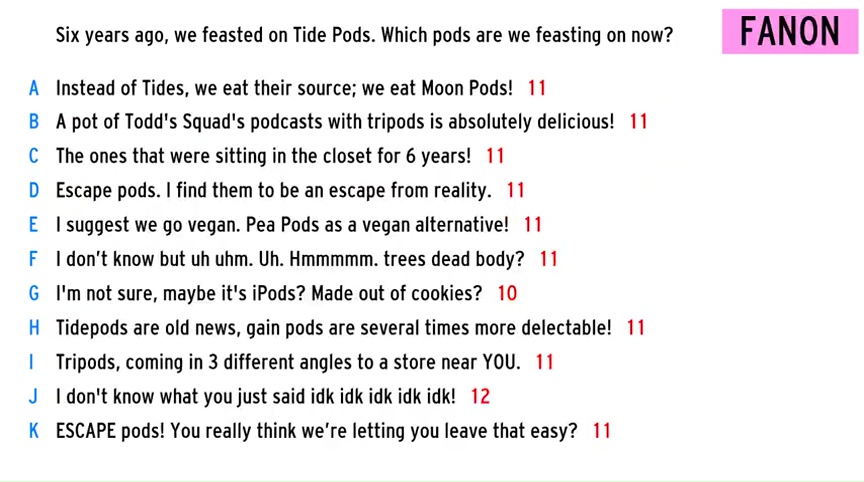 Six years ago, we feasted on Tide Pods. Which pods are we feasting on now?
FANON
A Instead of Tides, we eat their source; we eat Moon Pods! 11
B A pot of Todd's Squad's podcasts with tripods is absolutely delicious! 11
C The ones that were sitting in the closet for 6 years! 11
D Escape pods. I find them to be an escape from reality. 11
E I suggest we go vegan. Pea Pods as a vegan alternative! 11
F I don’t know but uh uhm. Uh. Hmmmmm. trees dead body? 11
G I'm not sure, maybe it's iPods? Made out of cookies? 10
H Tidepods are old news, gain pods are several times more delectable! 11
I Tripods, coming in 3 different angles to a store near YOU. 11
J I don't know what you just said idk idk idk idk idk! 12
K ESCAPE pods! You really think we’re letting you leave that easy? 11